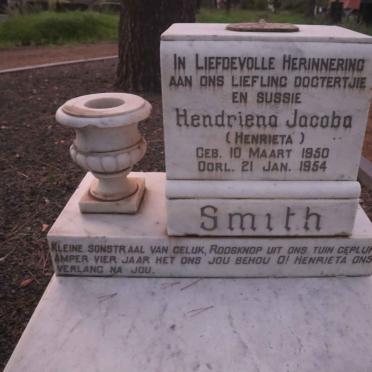 In Liefdevolle Herinnering
aan ons liefling dogtertjie
en sussie
Hendriena Jacoba
(Henrieta)
Geb. 10 Maart 1950
Oorl. 21 Jan. 1954
Smith
Kleine sonstraal van geluk, Roosknop uit ons tuin gepluk
Amper vier jaar het ons jou behou O! Henrieta ons
verlang na jou.